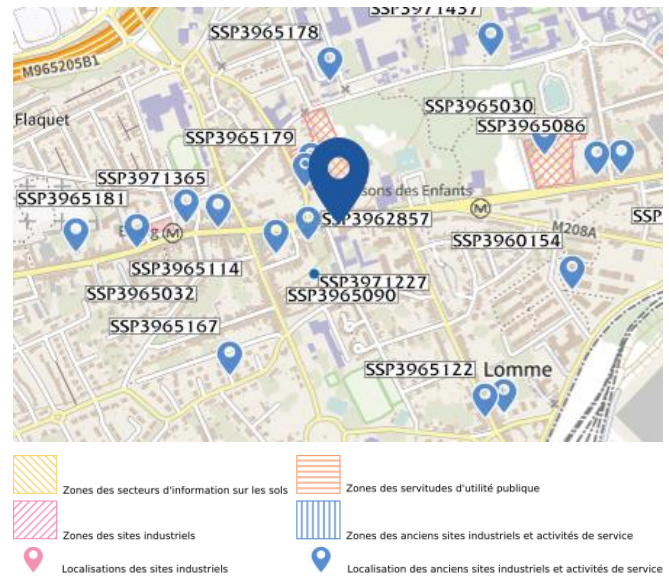 SSP3971437
SSP3965178
M965205B1
SSP3965030
Flaquet
SSP3965086
SSP3965179
SSP3971365
sons des Enfants
SSP3965181
SSP3962857
M
M
M208A
SSP3960154
SSP3965114
SSP3971227
SSP3965032
SSP3965090
SSP3965167
SSP3965122
Lomme
Zones des secteurs d'information sur les sols
Zones des servitudes d'utilité publique
Zones des sites industriels
Zones des anciens sites industriels et activités de service
Localisations des sites industriels
Localisation des anciens sites industriels et activités de service